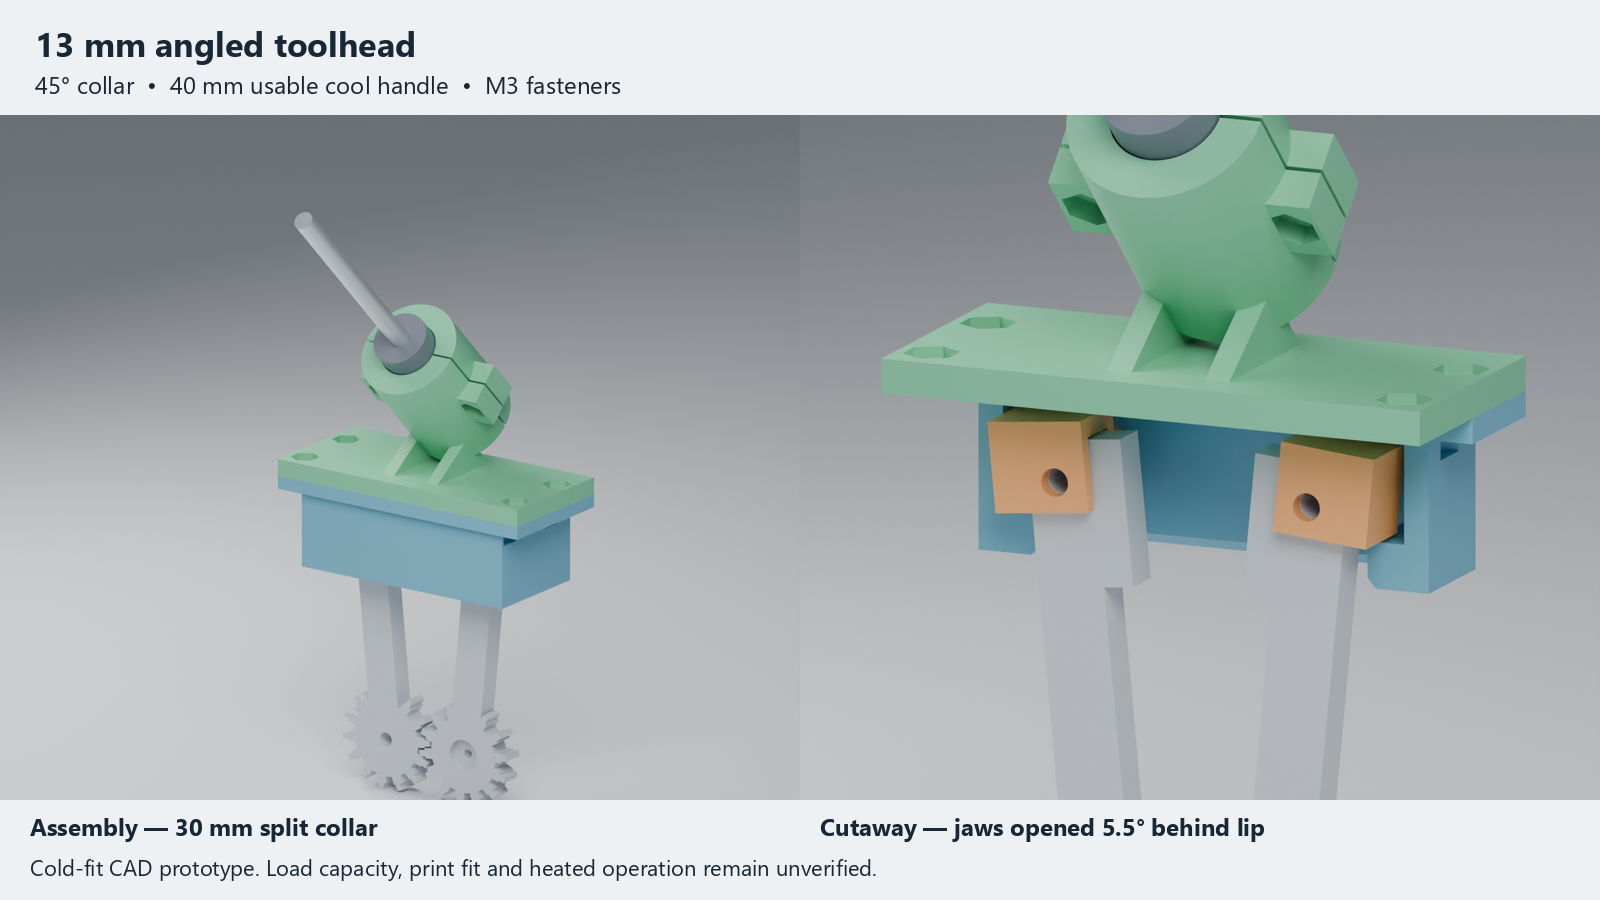 13 mm angled toolhead
45° collar • 40 mm usable cool handle • M3 fasteners
Assembly — 30 mm split collar
Cutaway — jaws opened 5.5° behind lip
Cold-fit CAD prototype. Load capacity, print fit and heated operation remain unverified.